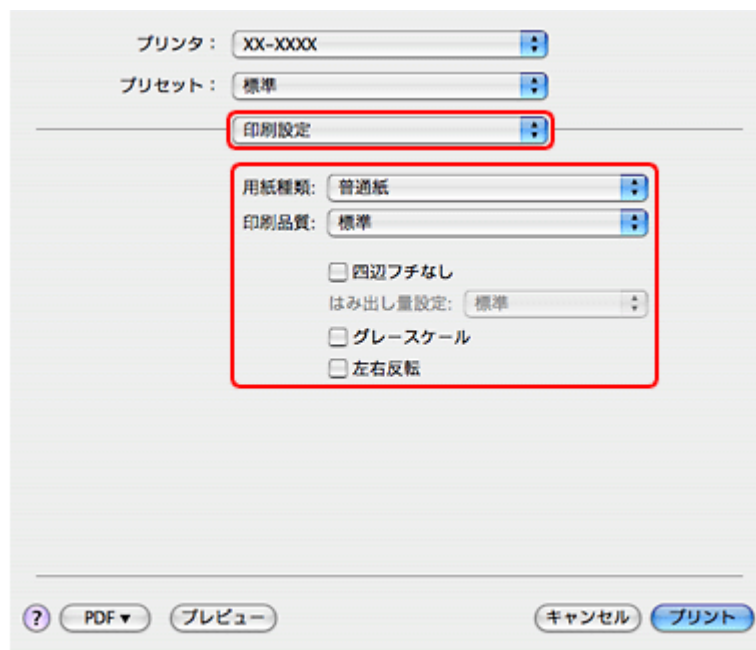 プリンタ： XX-XXXX
プリセット： 標準
印刷設定
用紙種類: 普通紙
印刷品質: 標準
四辺フチなし
はみ出し量設定: 標準
グレースケール
左右反転
? PDF▼ プレビュー キャンセル プリント